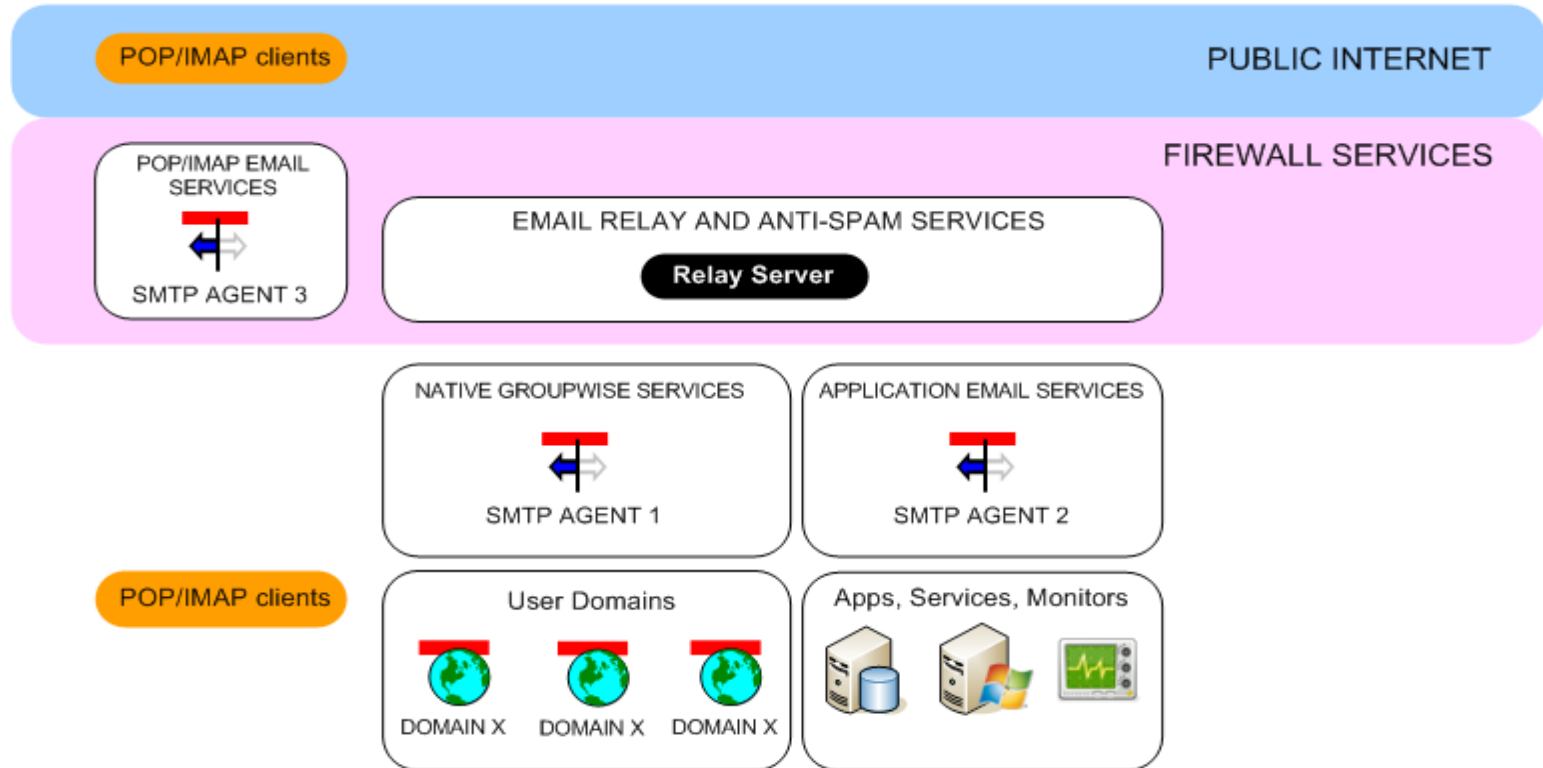 POP/IMAP clients
PUBLIC INTERNET
FIREWALL SERVICES
POP/IMAP EMAIL
SERVICES
SMTP AGENT 3
EMAIL RELAY AND ANTI-SPAM SERVICES
Relay Server
NATIVE GROUPWISE SERVICES
SMTP AGENT 1
APPLICATION EMAIL SERVICES
SMTP AGENT 2
POP/IMAP clients
User Domains
DOMAIN X
DOMAIN X
DOMAIN X
Apps, Services, Monitors